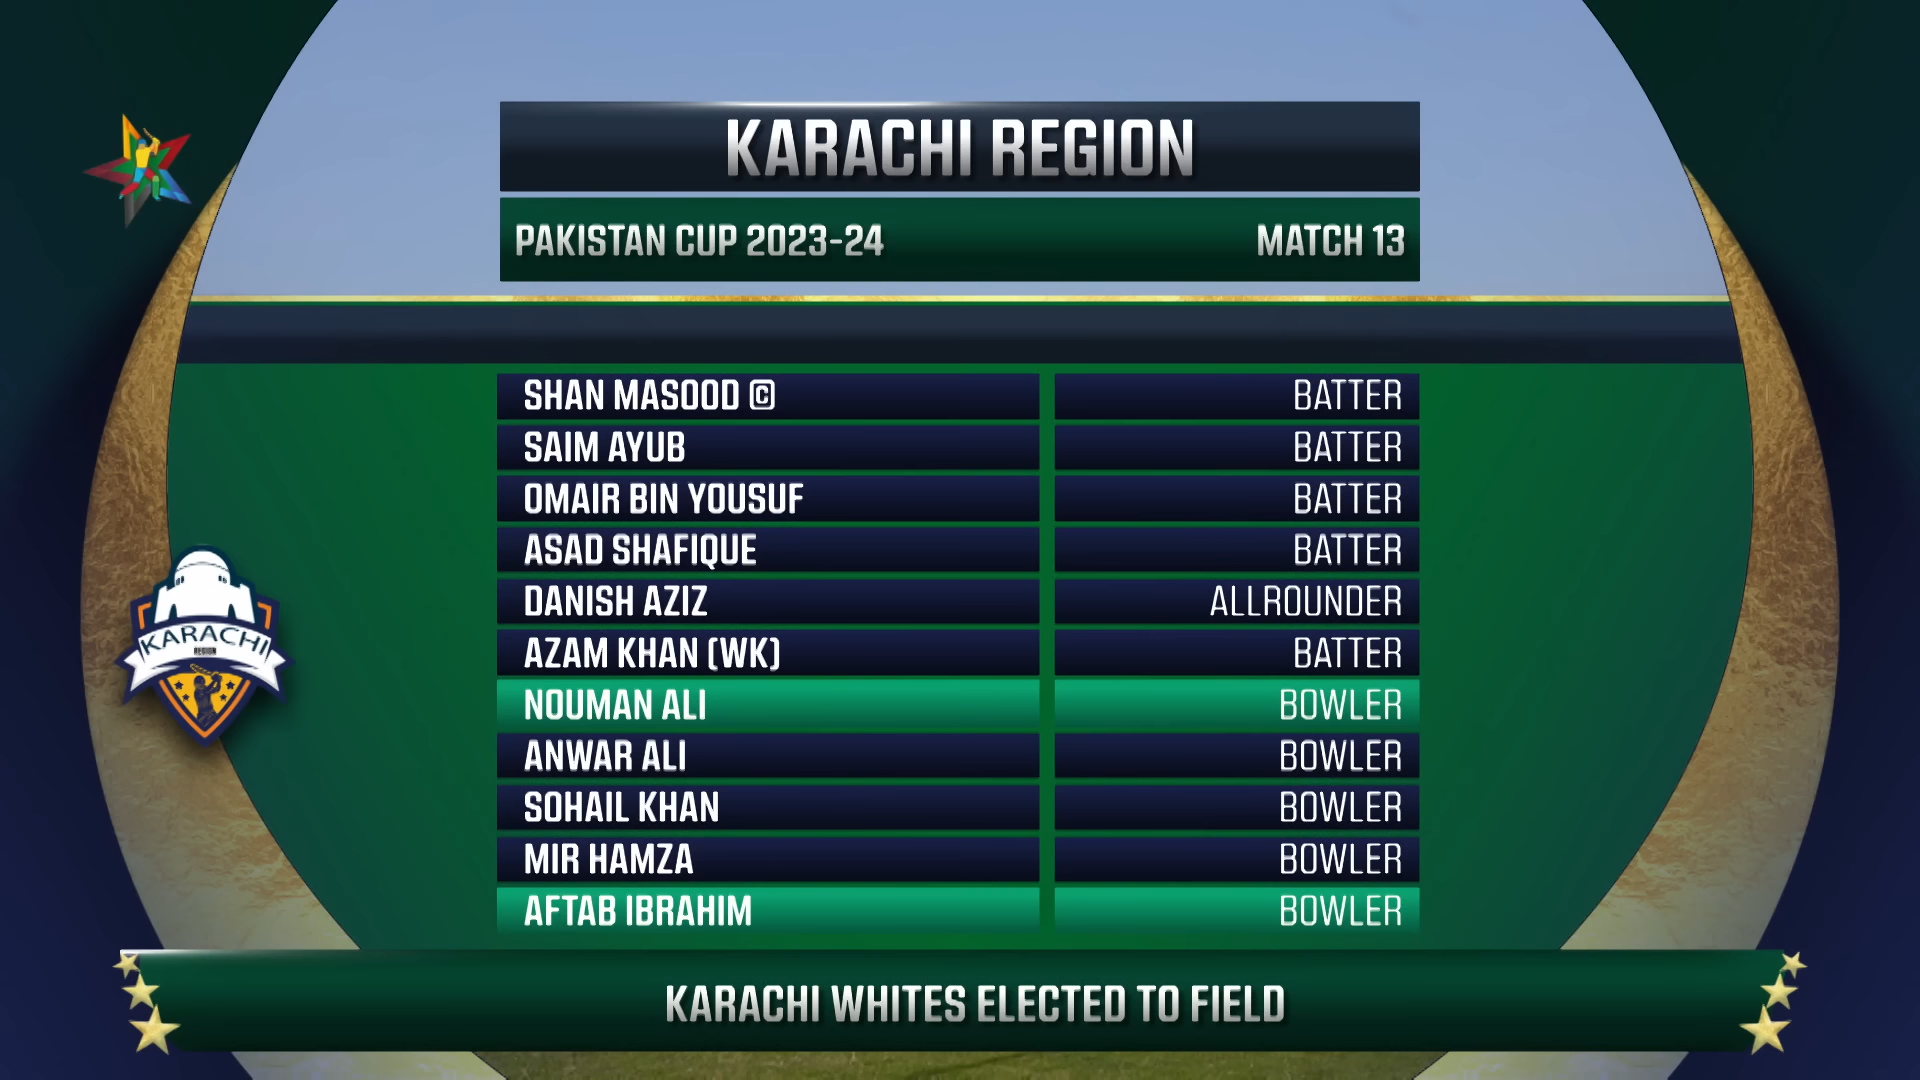 KARACHI REGION
PAKISTAN CUP 2023-24 MATCH 13
SHAN MASOOD © BATTER
SAIM AYUB BATTER
OMAIR BIN YOUSUF BATTER
ASAD SHAFIQUE BATTER
DANISH AZIZ ALLROUNDER
AZAM KHAN (WK) BATTER
NOUMAN ALI BOWLER
ANWAR ALI BOWLER
SOHAIL KHAN BOWLER
MIR HAMZA BOWLER
AFTAB IBRAHIM BOWLER
KARACHI
REGION
KARACHI WHITES ELECTED TO FIELD